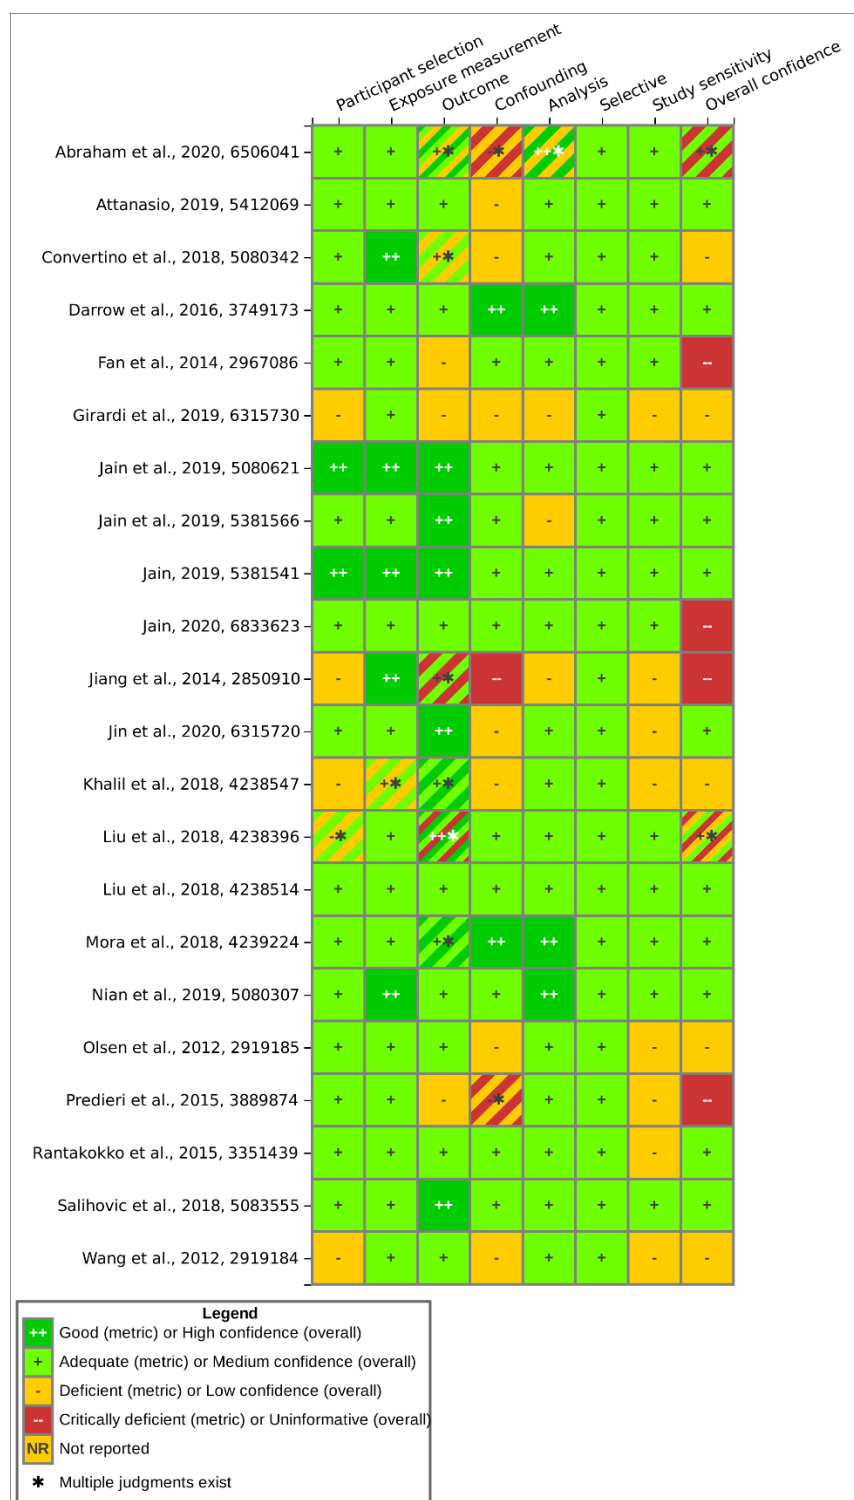 Participant selection
Exposure measurement
Outcome
Confounding
Analysis
Selective
Study sensitivity
Overall confidence
Abraham et al., 2020, 6506041 + + +✱ -✱ ++✱ + + +✱
Attanasio, 2019, 5412069 + + + - + + + +
Convertino et al., 2018, 5080342 + ++ +✱ - + + + -
Darrow et al., 2016, 3749173 + + + ++ ++ + + +
Fan et al., 2014, 2967086 + + - + + + + --
Girardi et al., 2019, 6315730 - + - - - + - -
Jain et al., 2019, 5080621 ++ ++ ++ + + + + +
Jain et al., 2019, 5381566 + + ++ + - + + +
Jain, 2019, 5381541 ++ ++ ++ + + + + +
Jain, 2020, 6833623 + + + + + + + --
Jiang et al., 2014, 2850910 - ++ +✱ -- - + - --
Jin et al., 2020, 6315720 + + ++ - + + - +
Khalil et al., 2018, 4238547 - +✱ +✱ - + + - -
Liu et al., 2018, 4238396 -✱ + ++✱ + + + + +✱
Liu et al., 2018, 4238514 + + + + + + + +
Mora et al., 2018, 4239224 + + +✱ ++ ++ + + +
Nian et al., 2019, 5080307 + ++ + + ++ + + +
Olsen et al., 2012, 2919185 + + + - + + - -
Predieri et al., 2015, 3889874 + + - -✱ + + - --
Rantakokko et al., 2015, 3351439 + + + + + + - +
Salihovic et al., 2018, 5083555 + + ++ + + + + +
Wang et al., 2012, 2919184 - + + - + + - -
Legend
++ Good (metric) or High confidence (overall)
+ Adequate (metric) or Medium confidence (overall)
- Deficient (metric) or Low confidence (overall)
-- Critically deficient (metric) or Uninformative (overall)
NR Not reported
✱ Multiple judgments exist